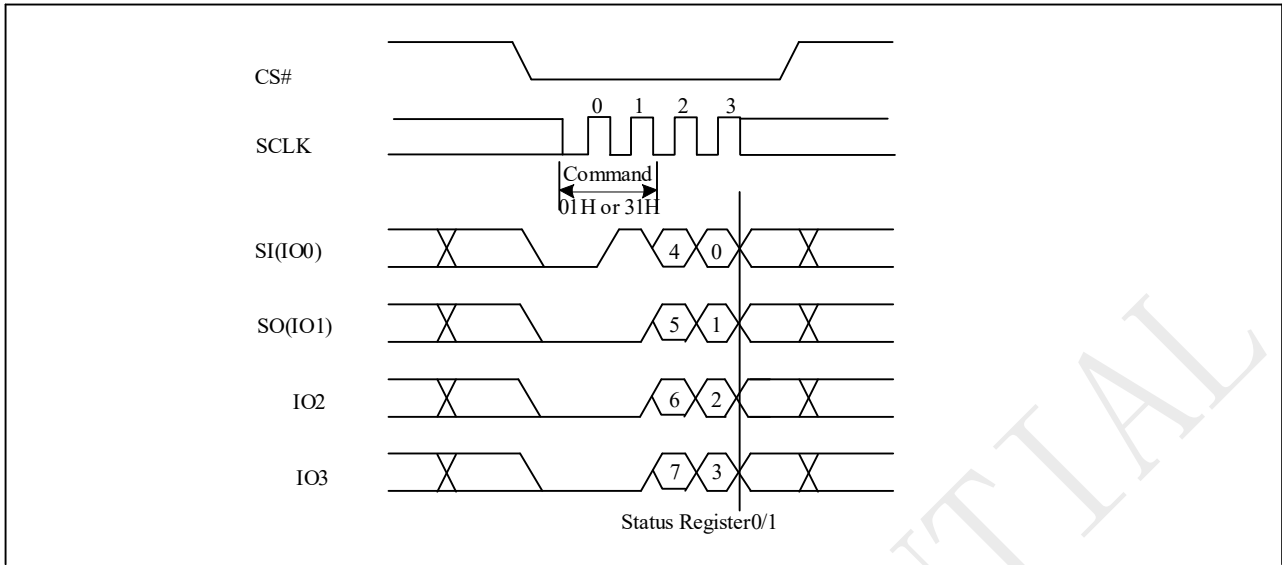 CS#
0 1 2 3
SCLK
Command
01H or 31H
SI(IO0) 4 0
SO(IO1) 5 1
IO2 6 2
IO3 7 3
Status Register0/1